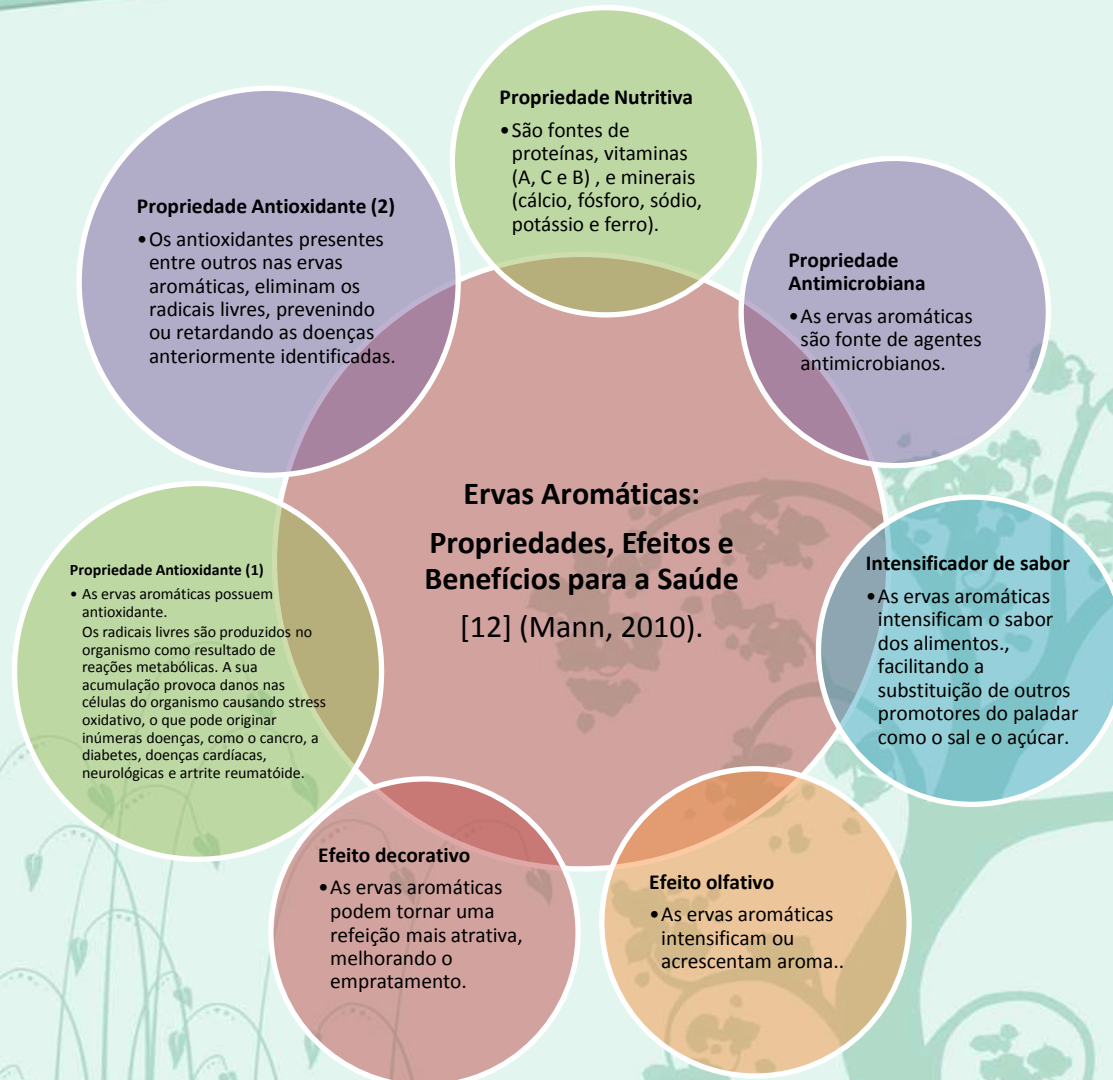 Propriedade Nutritiva
•São fontes de
proteínas, vitaminas
(A, C e B) , e minerais
(cálcio, fósforo, sódio,
potássio e ferro).
Propriedade
Antimicrobiana
•As ervas aromáticas
são fonte de agentes
antimicrobianos.
Intensificador de sabor
•As ervas aromáticas
intensificam o sabor
dos alimentos.,
facilitando a
substituição de outros
promotores do paladar
como o sal e o açúcar.
Efeito olfativo
•As ervas aromáticas
intensificam ou
acrescentam aroma..
Efeito decorativo
•As ervas aromáticas
podem tornar uma
refeição mais atrativa,
melhorando o
empratamento.
Propriedade Antioxidante (1)
• As ervas aromáticas possuem
antioxidante.
Os radicais livres são produzidos no
organismo como resultado de
reações metabólicas. A sua
acumulação provoca danos nas
células do organismo causando stress
oxidativo, o que pode originar
inúmeras doenças, como o cancro, a
diabetes, doenças cardíacas,
neurológicas e artrite reumatóide.
Propriedade Antioxidante (2)
•Os antioxidantes presentes
entre outros nas ervas
aromáticas, eliminam os
radicais livres, prevenindo
ou retardando as doenças
anteriormente identificadas.
Ervas Aromáticas:
Propriedades, Efeitos e
Benefícios para a Saúde
[12] (Mann, 2010).